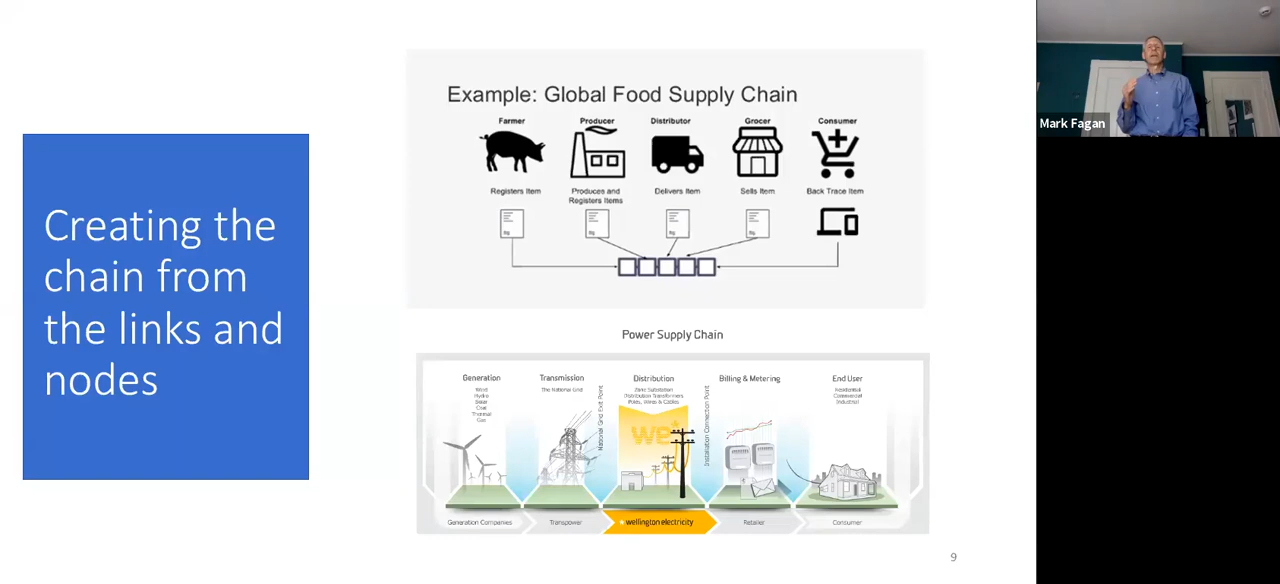 Creating the
chain from
the links and
nodes
Example: Global Food Supply Chain
Farmer
Producer
Distributor
Grocer
Consumer
Registers Item
Produces and
Registers Items
Delivers Item
Sells Item
Back Trace Item
Power Supply Chain
Generation
Wind
Hydro
Solar
Coal
Thermal
Gas
Transmission
The National Grid
National Grid Exit Point
Distribution
Zone Substation
Distribution Transformers
Poles, Wires & Cables
we*
Installation Connection Point
Billing & Metering
End User
Residential
Commercial
Industrial
Generation Companies
Transpower
wellington electricity
Retailer
Consumer
9
Mark Fagan